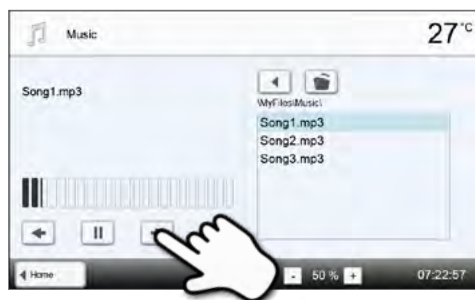 Music
27 °C
Song1.mp3
\MyFiles\Music\
Song1.mp3
Song2.mp3
Song3.mp3
Home
- 50 % +
07:22:57